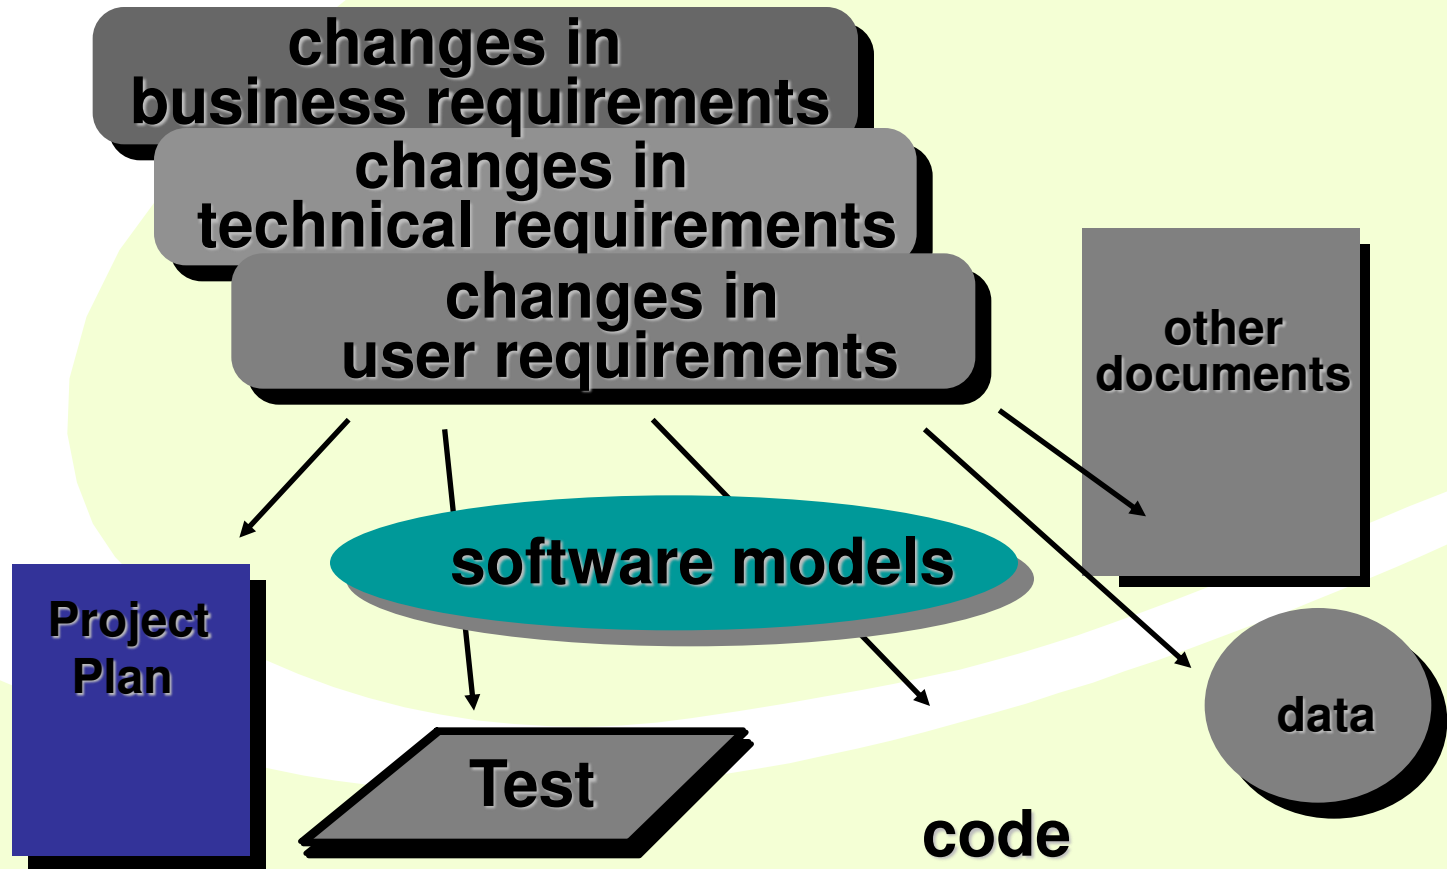 changes in
business requirements
changes in
technical requirements
changes in
user requirements
other
documents
software models
Project
Plan
data
Test
code